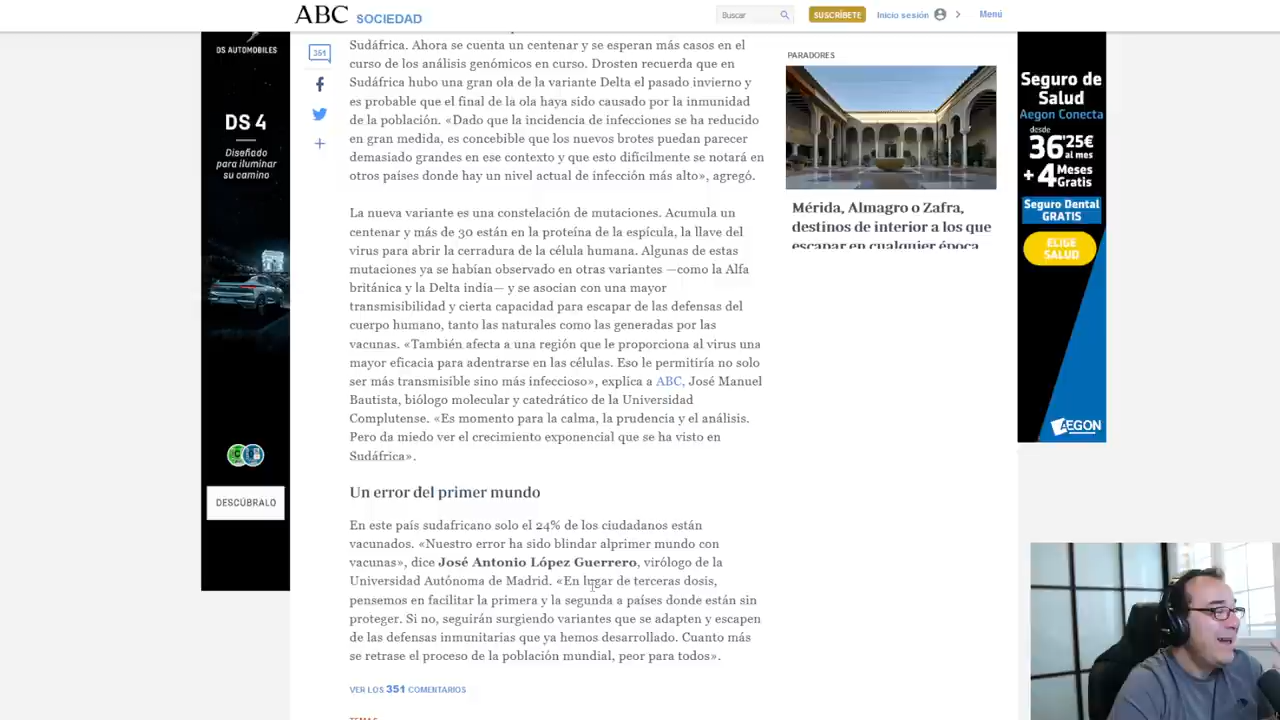 ABC SOCIEDAD
Buscar
SUSCRÍBETE
Inicio sesión
Menú
351
DS AUTOMOBILES
DS 4
Diseñado
para iluminar
su camino
DESCÚBRALO
Sudáfrica. Ahora se cuenta un centenar y se esperan más casos en el
curso de los análisis genómicos en curso. Drosten recuerda que en
Sudáfrica hubo una gran ola de la variante Delta el pasado invierno y
es probable que el final de la ola haya sido causado por la inmunidad
de la población. «Dado que la incidencia de infecciones se ha reducido
en gran medida, es concebible que los nuevos brotes puedan parecer
demasiado grandes en ese contexto y que esto difícilmente se notará en
otros países donde hay un nivel actual de infección más alto», agregó.
La nueva variante es una constelación de mutaciones. Acumula un
centenar y más de 30 están en la proteína de la espícula, la llave del
virus para abrir la cerradura de la célula humana. Algunas de estas
mutaciones ya se habían observado en otras variantes —como la Alfa
británica y la Delta india— y se asocian con una mayor
transmisibilidad y cierta capacidad para escapar de las defensas del
cuerpo humano, tanto las naturales como las generadas por las
vacunas. «También afecta a una región que le proporciona al virus una
mayor eficacia para adentrarse en las células. Eso le permitiría no solo
ser más transmisible sino más infeccioso», explica a ABC, José Manuel
Bautista, biólogo molecular y catedrático de la Universidad
Complutense. «Es momento para la calma, la prudencia y el análisis.
Pero da miedo ver el crecimiento exponencial que se ha visto en
Sudáfrica».
Un error del primer mundo
En este país sudafricano solo el 24% de los ciudadanos están
vacunados. «Nuestro error ha sido blindar alprimer mundo con
vacunas», dice José Antonio López Guerrero, virólogo de la
Universidad Autónoma de Madrid. «En lugar de terceras dosis,
pensemos en facilitar la primera y la segunda a países donde están sin
proteger. Si no, seguirán surgiendo variantes que se adapten y escapen
de las defensas inmunitarias que ya hemos desarrollado. Cuanto más
se retrase el proceso de la población mundial, peor para todos».
VER LOS 351 COMENTARIOS
TEMAS
PARADORES
Mérida, Almagro o Zafra,
destinos de interior a los que
escapar en cualquier época
Seguro de
Salud
Aegon Conecta
desde
36'25€
al mes
+4 Meses
Gratis
Seguro Dental
GRATIS
ELIGE
SALUD
AEGON